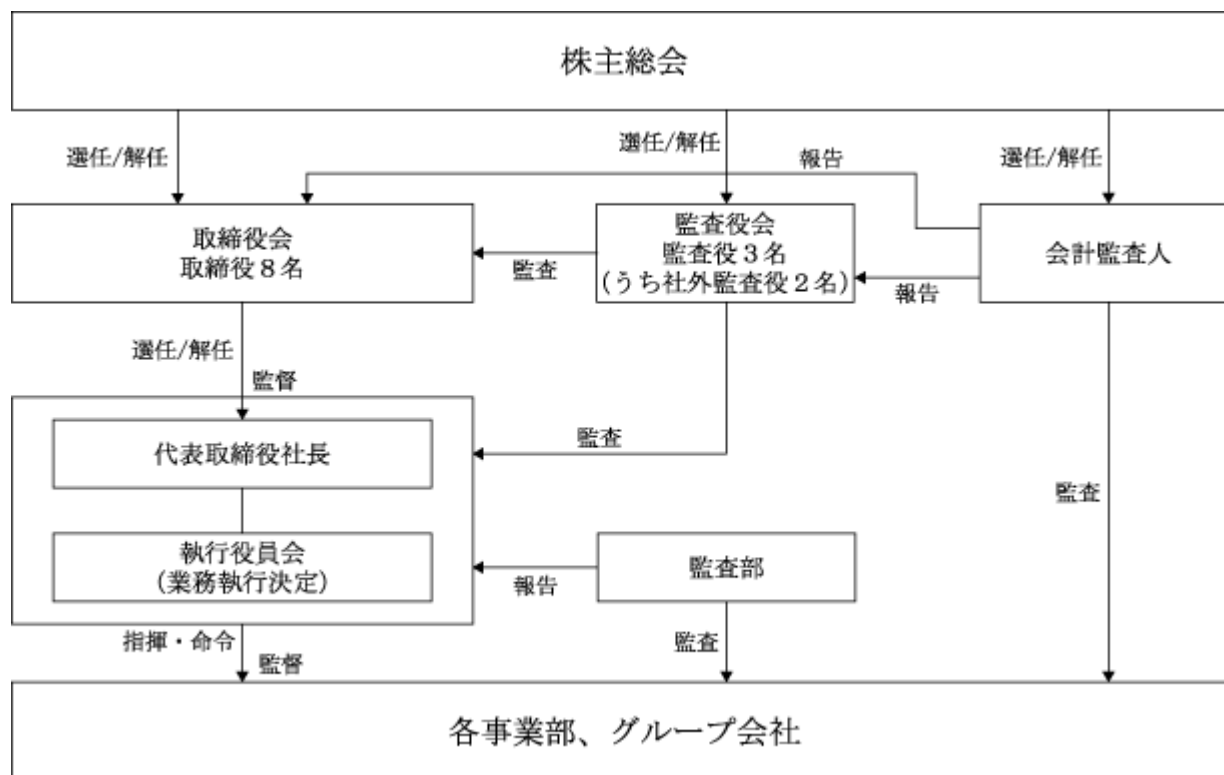 株主総会
選任/解任
選任/解任
選任/解任
報告
取締役会
取締役８名
監査
監査役会
監査役３名
(うち社外監査役２名)
報告
会計監査人
選任/解任
監督
代表取締役社長
監査
監査
執行役員会
(業務執行決定)
報告
監査部
指揮・命令
監督
監査
各事業部、グループ会社